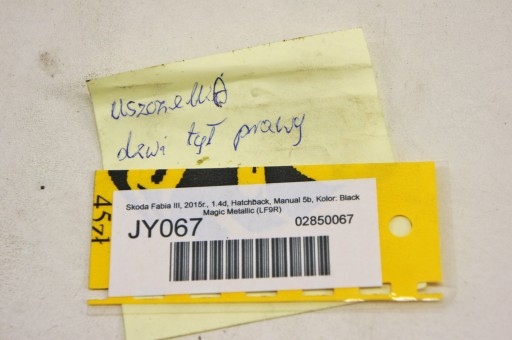 uszczelka
drzwi tył prawy
Skoda Fabia III, 2015r., 1.4d, HatchBack, Manual 5b, Kolor: Black
Magic Metallic (LF9R)
JY067 02850067
45zł